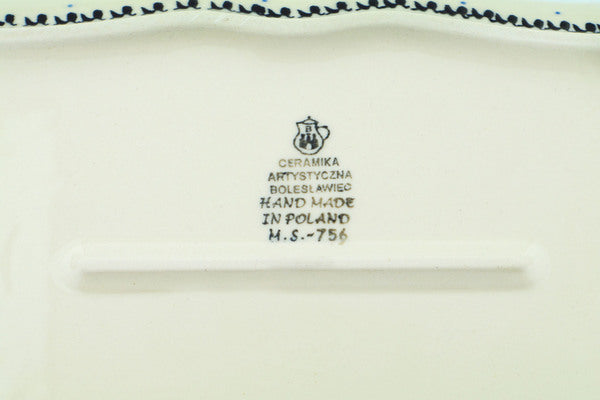 B
CERAMIKA
ARTYSTYCZNA
BOLESŁAWIEC
HAND MADE
IN POLAND
M.S.-756